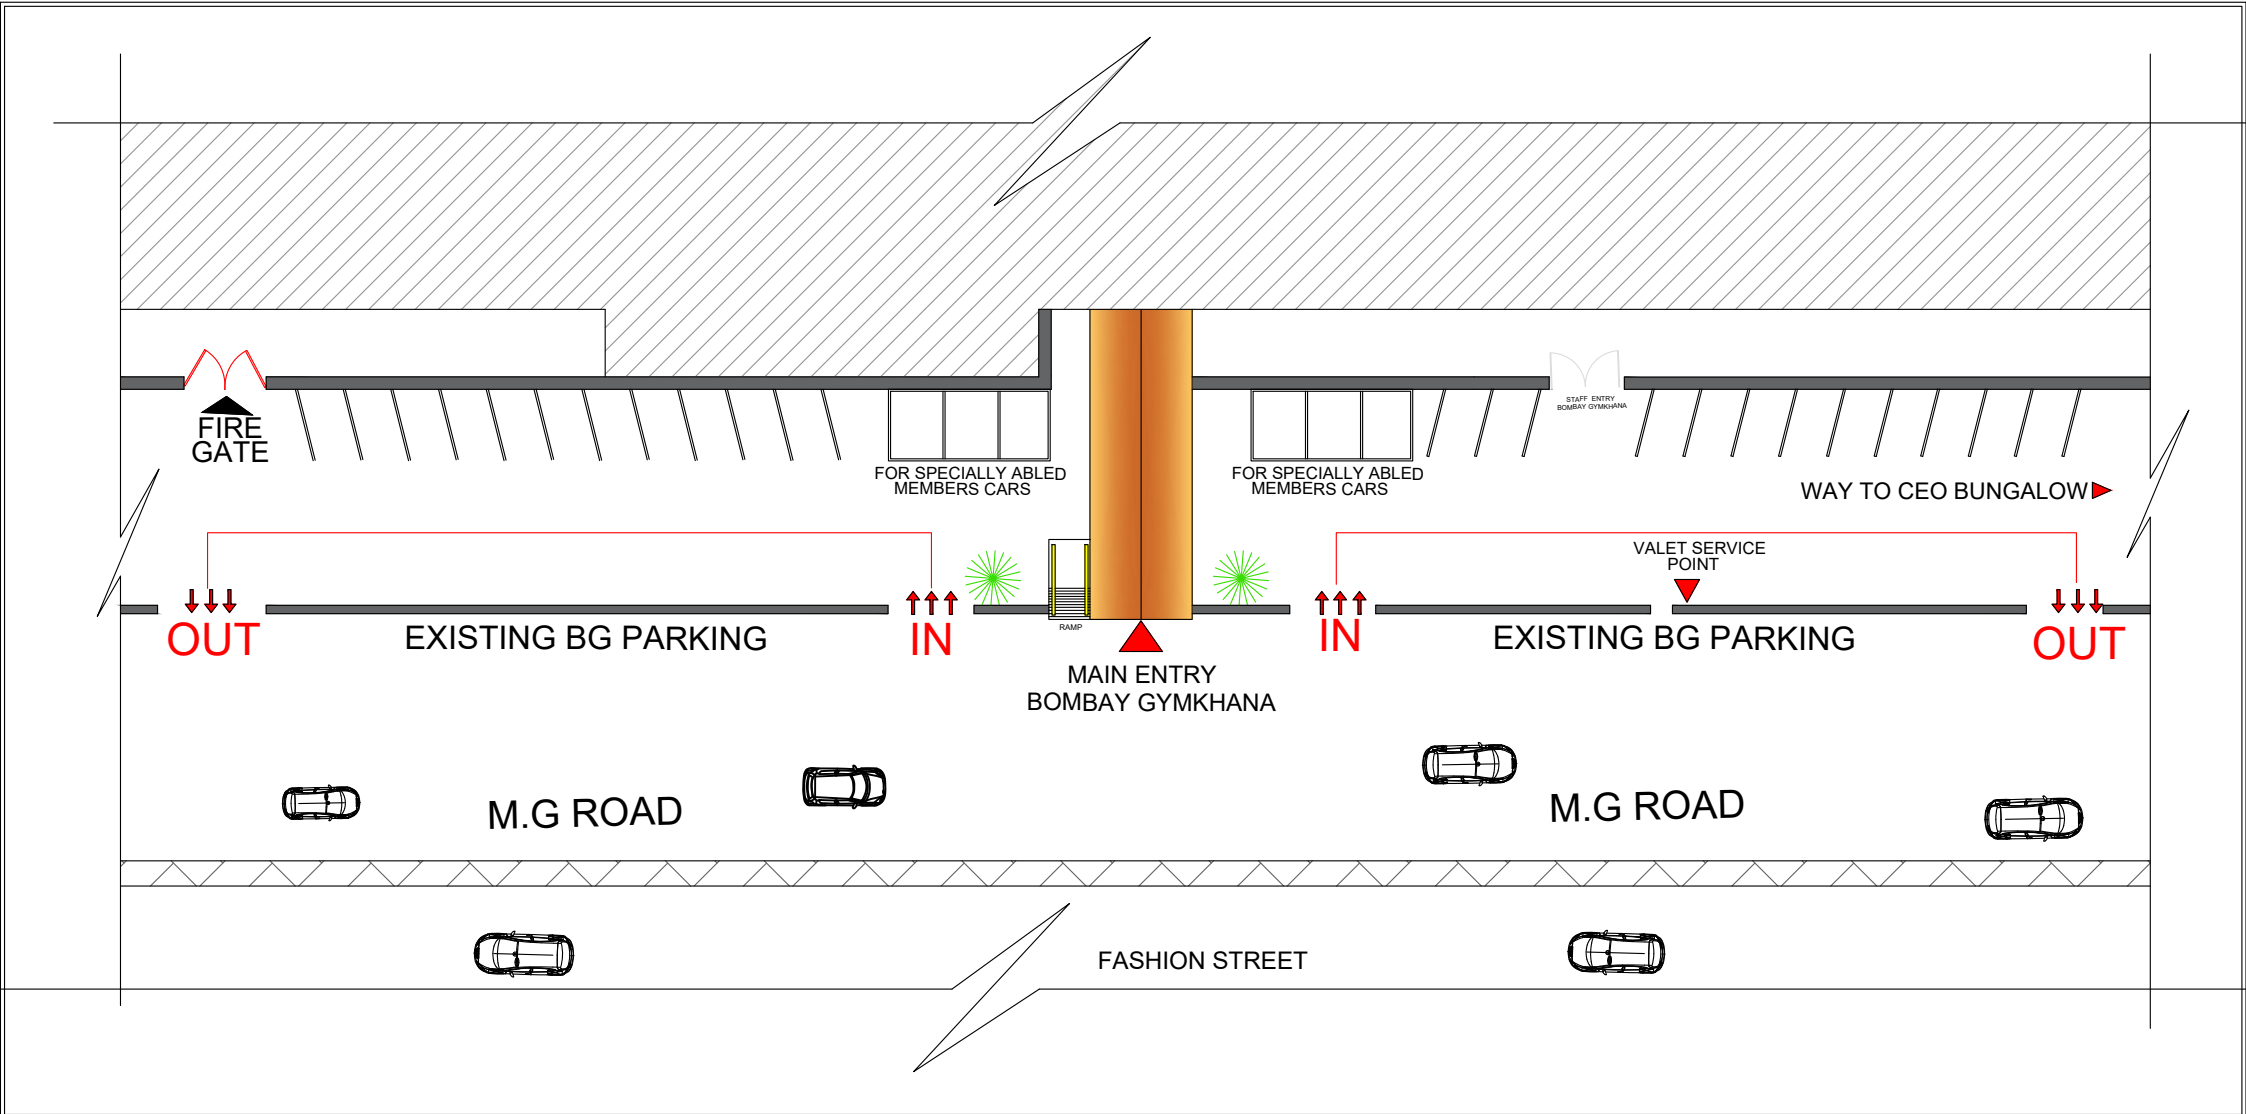 FIRE
GATE
STAFF ENTRY
BOMBAY GYMKHANA
FOR SPECIALLY ABLED
MEMBERS CARS
FOR SPECIALLY ABLED
MEMBERS CARS
WAY TO CEO BUNGALOW
VALET SERVICE
POINT
OUT
EXISTING BG PARKING
IN
RAMP
IN
EXISTING BG PARKING
OUT
MAIN ENTRY
BOMBAY GYMKHANA
M.G ROAD
M.G ROAD
FASHION STREET